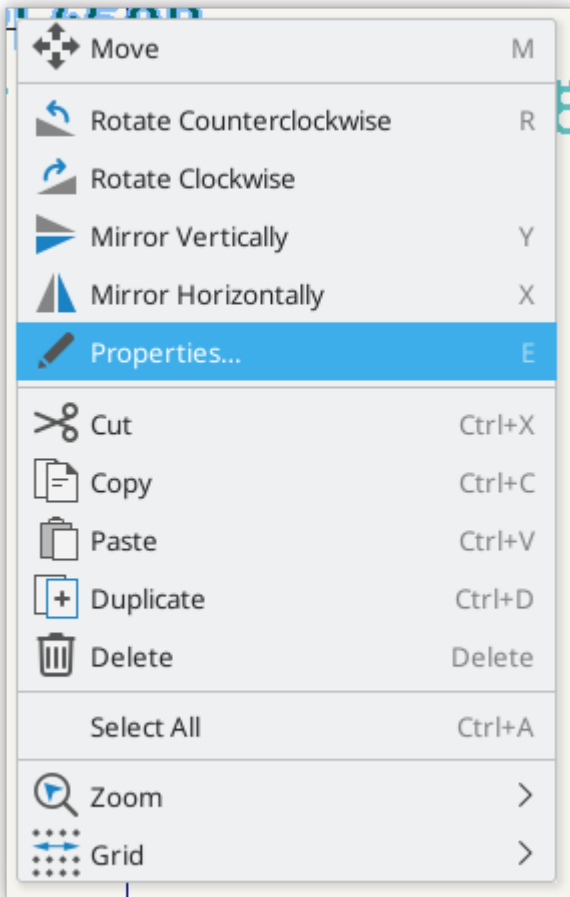 Move M
Rotate Counterclockwise R
Rotate Clockwise
Mirror Vertically Y
Mirror Horizontally X
Properties... E
Cut Ctrl+X
Copy Ctrl+C
Paste Ctrl+V
Duplicate Ctrl+D
Delete Delete
Select All Ctrl+A
Zoom
Grid